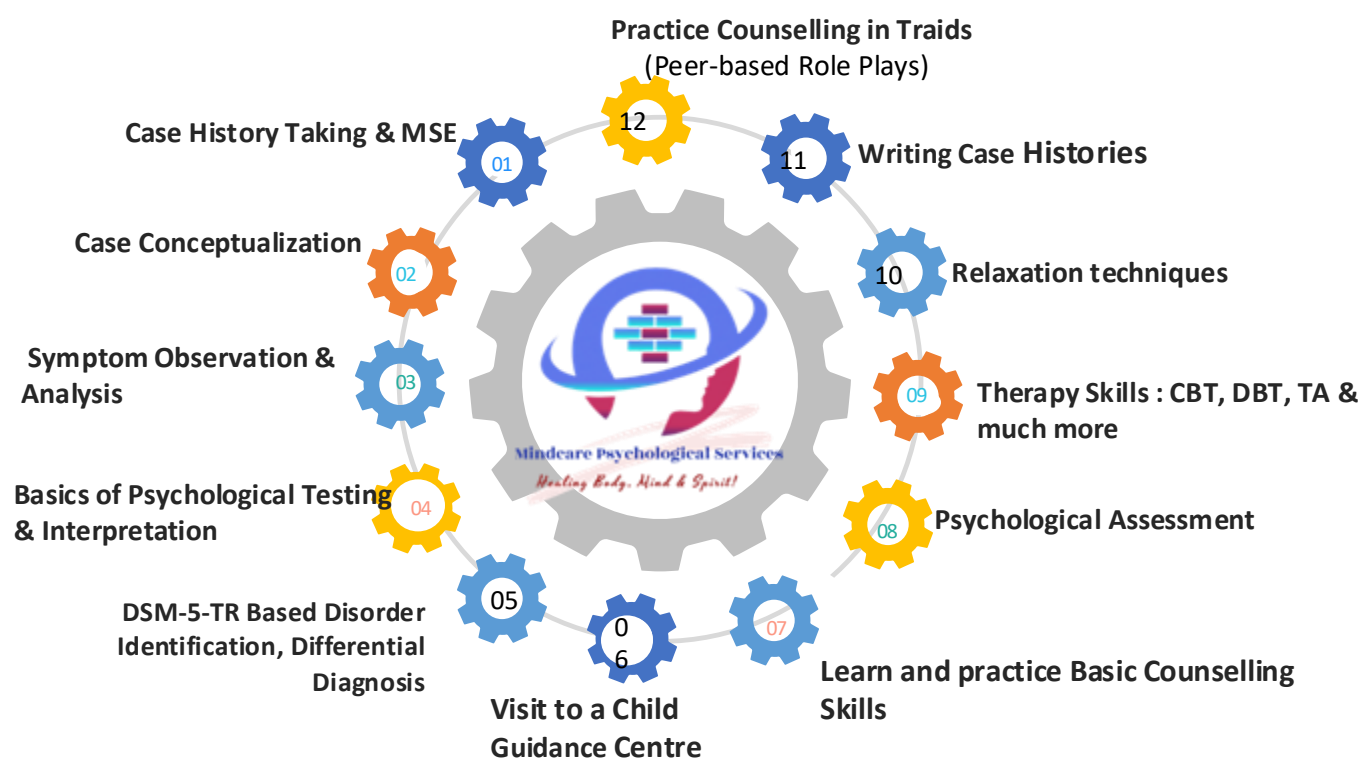 Practice Counselling in Traids
(Peer-based Role Plays)
12
Case History Taking & MSE
01
11
Writing Case Histories
Case Conceptualization
02
10
Relaxation techniques
Symptom Observation &
Analysis
03
09
Therapy Skills : CBT, DBT, TA &
much more
Mindcare Psychological Services
Healing Body, Mind & Spirit!
Basics of Psychological Testing
& Interpretation
04
08
Psychological Assessment
DSM-5-TR Based Disorder
Identification, Differential
Diagnosis
05
0
6
Visit to a Child
Guidance Centre
07
Learn and practice Basic Counselling
Skills